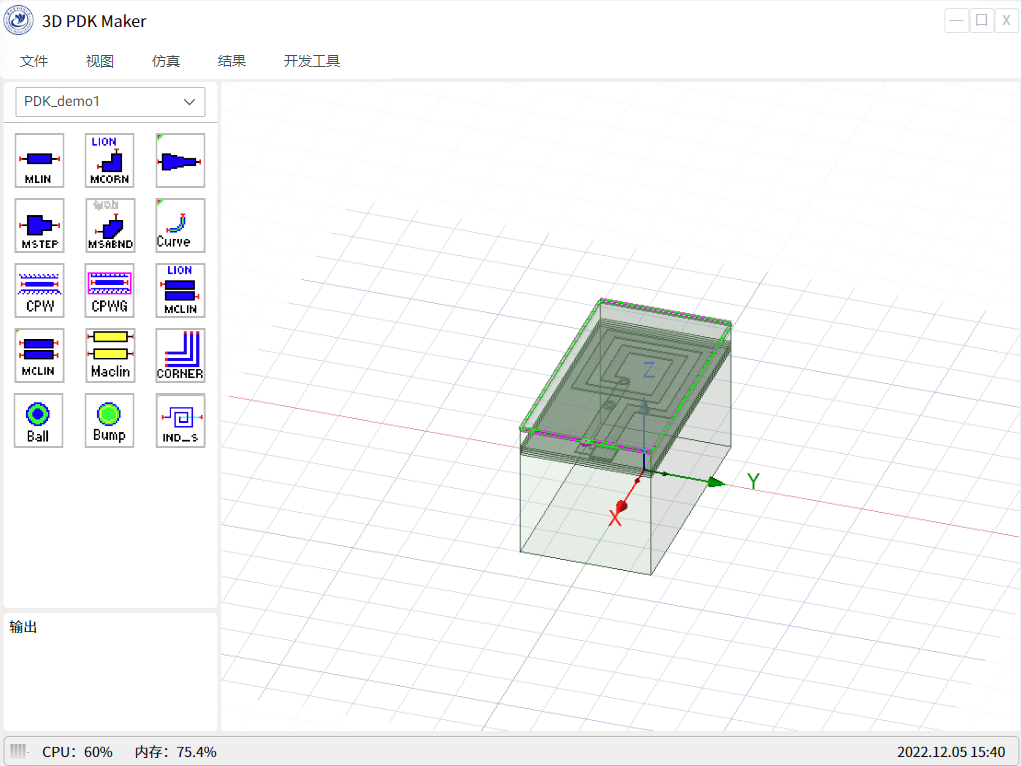 3D PDK Maker
— 口 X
文件 视图 仿真 结果 开发工具
PDK_demo1
LION
MLIN MCORN
MSTEP MSABND Curve
LION
CPW CPWG MCLIN
MCLIN Maclin CORNER
Ball Bump IND_S
Z
Y
X
输出
CPU：60% 内存：75.4% 2022.12.05 15:40